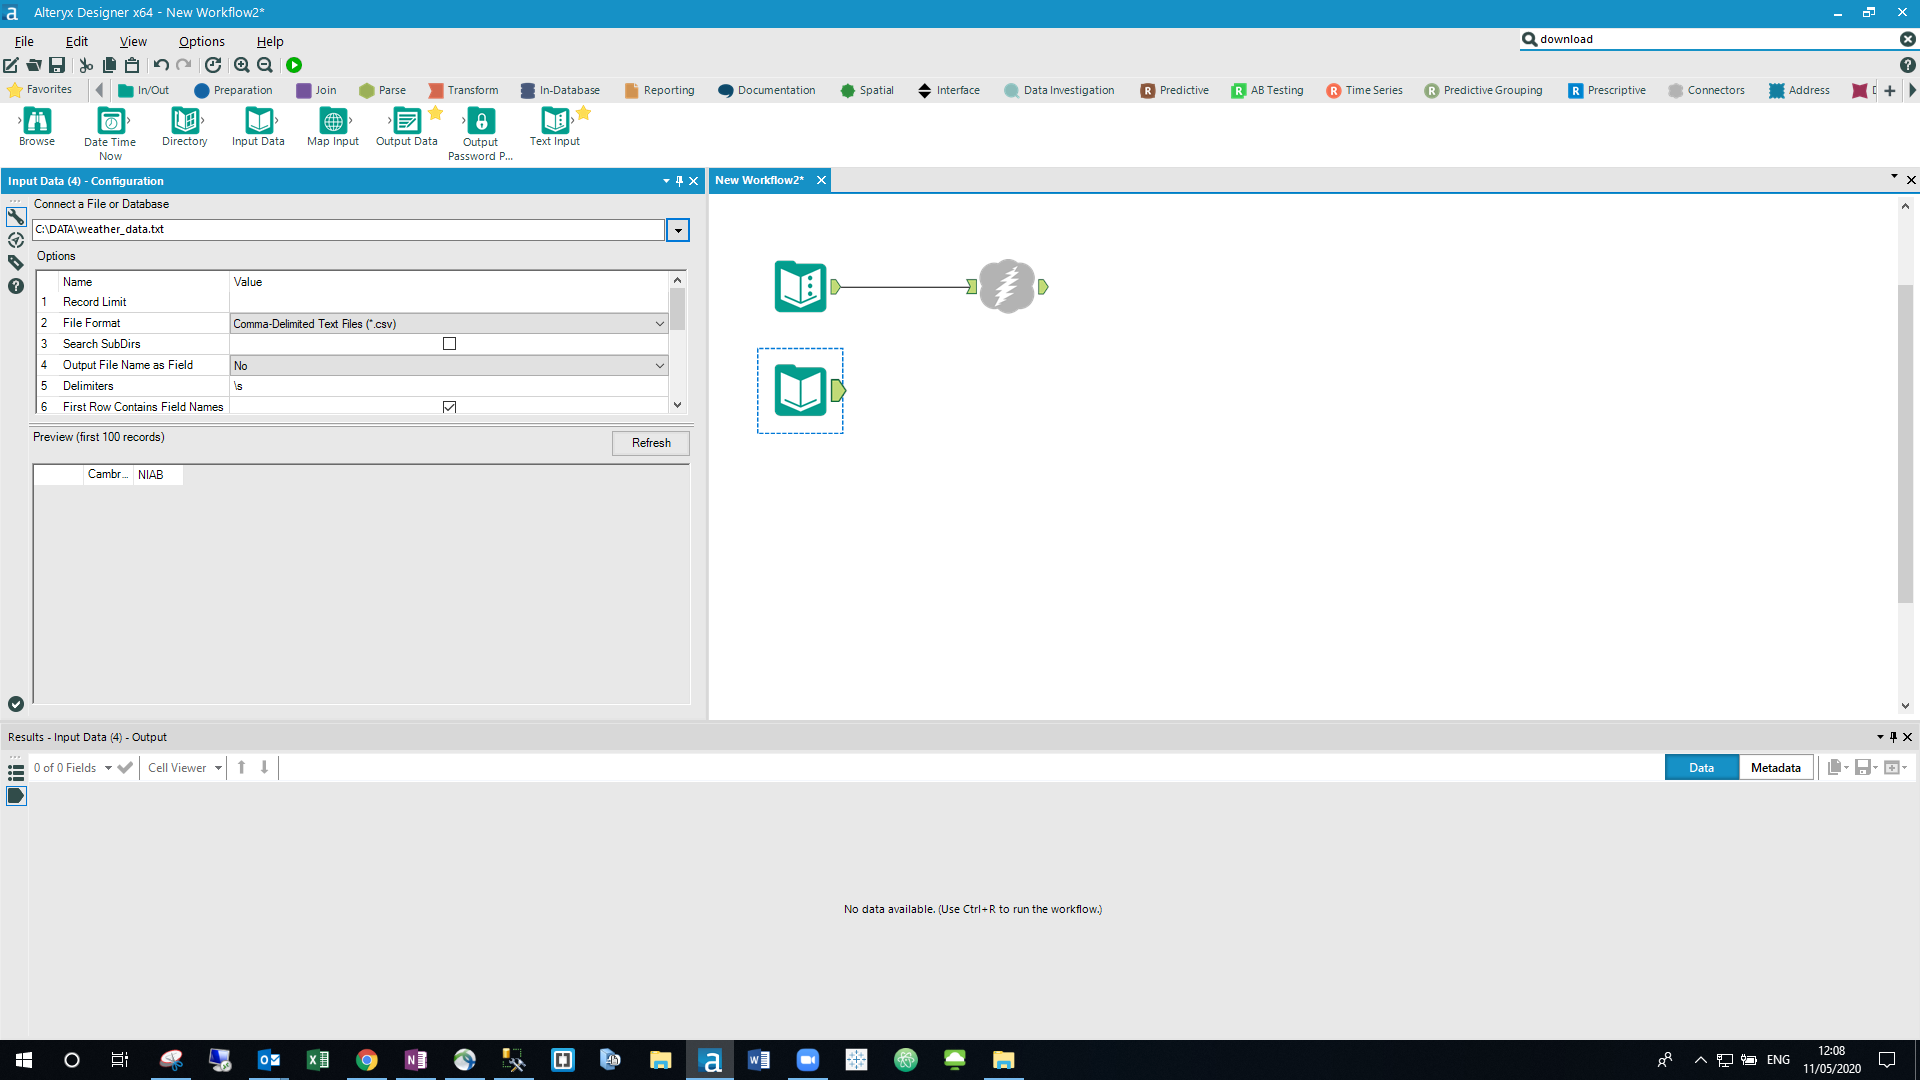 Alteryx Designer x64 - New Workflow2*
File Edit View Options Help
download
Favorites In/Out Preparation Join Parse Transform In-Database Reporting Documentation Spatial Interface Data Investigation Predictive AB Testing Time Series Predictive Grouping Prescriptive Connectors Address
Browse Date Time Now Directory Input Data Map Input Output Data Output Password P... Text Input
Input Data (4) - Configuration
New Workflow2*
Connect a File or Database
C:\DATA\weather_data.txt
Options
Name Value
1 Record Limit
2 File Format Comma-Delimited Text Files (*.csv)
3 Search SubDirs
4 Output File Name as Field No
5 Delimiters \s
6 First Row Contains Field Names
Preview (first 100 records) Refresh
Cambr... NIAB
Results - Input Data (4) - Output
0 of 0 Fields Cell Viewer Data Metadata
No data available. (Use Ctrl+R to run the workflow.)
ENG
12:08
11/05/2020